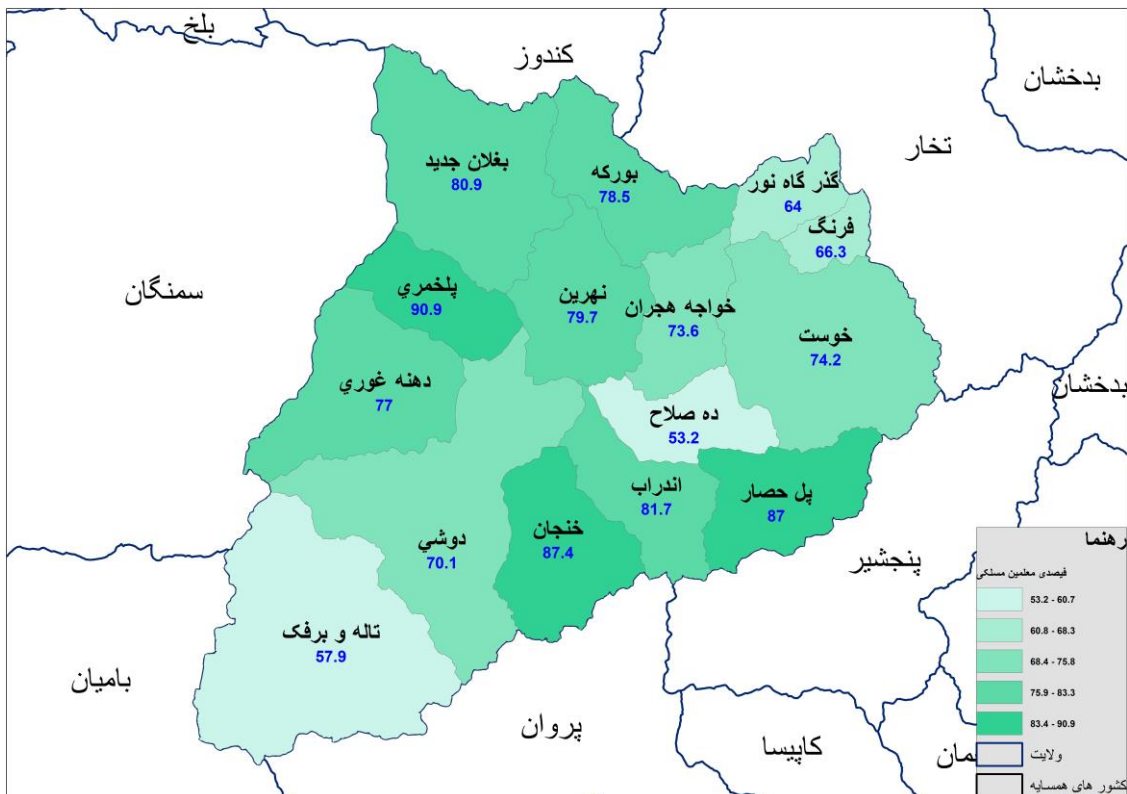 بلخ
کندوز
بدخشان
تخار
بغلان جدید
80.9
بورکه
78.5
گذر گاه نور
64
فرنگ
66.3
سمنگان
پلخمري
90.9
نهرین
79.7
خواجه هجران
73.6
خوست
74.2
دهنه غوري
77
ده صلاح
53.2
بدخشان
اندراب
81.7
پل حصار
87
خنجان
87.4
دوشي
70.1
پنجشیر
تاله و برفک
57.9
بامیان
پروان
کاپیسا
رهنما
فیصدی معلمین مسلکی
53.2 - 60.7
60.8 - 68.3
68.4 - 75.8
75.9 - 83.3
83.4 - 90.9
ولایت
کشور های همسایه